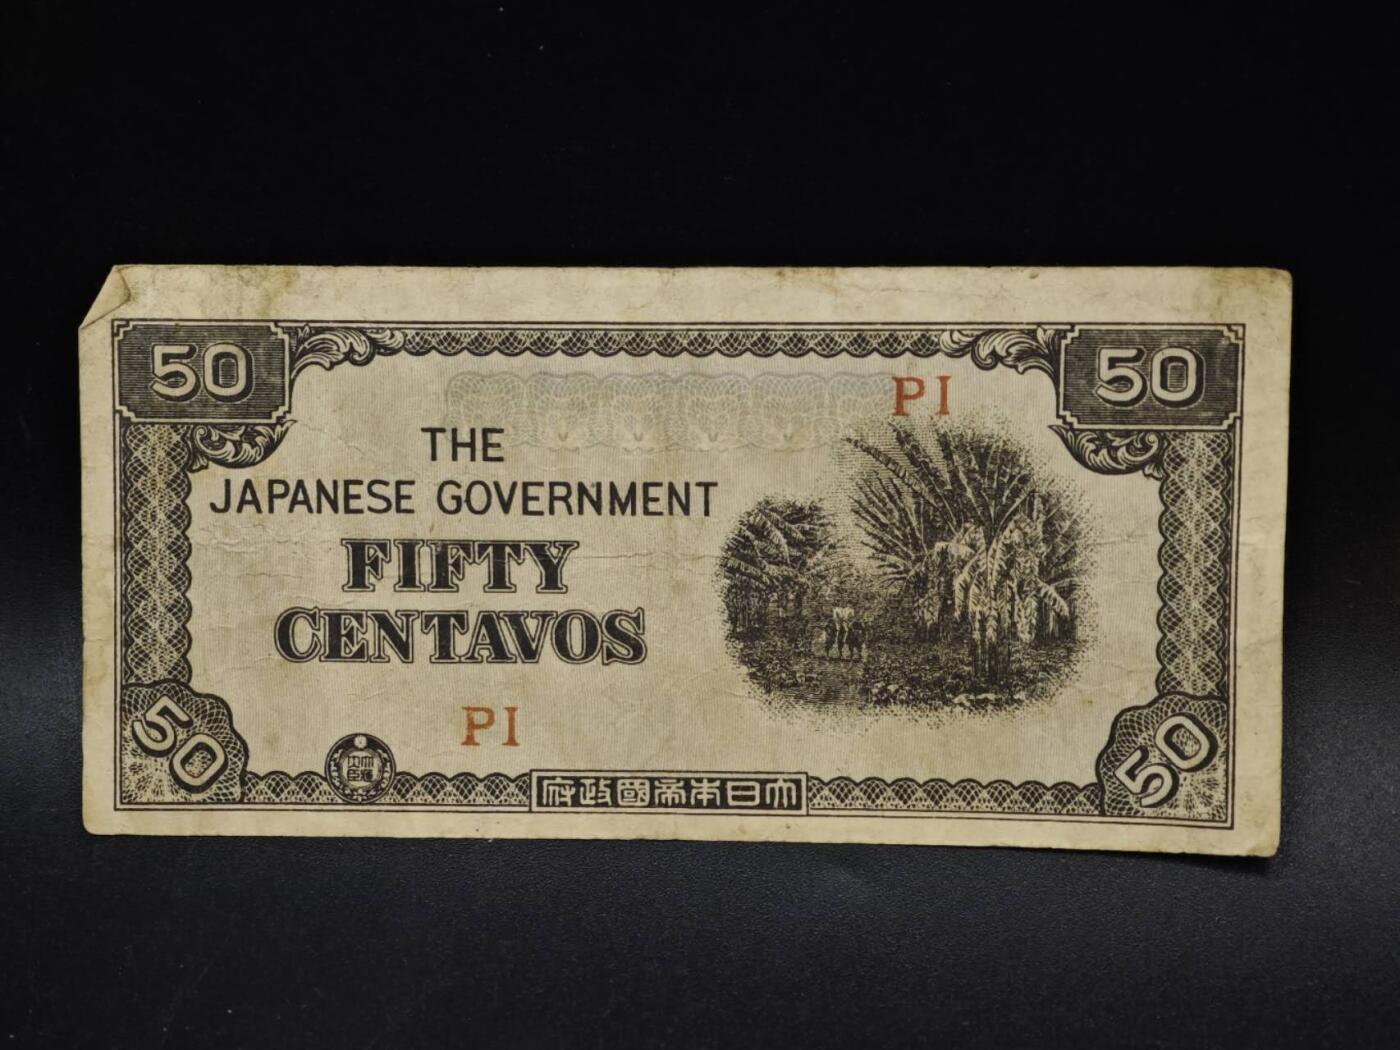 50
50
PI
THE
JAPANESE GOVERNMENT
FIFTY
CENTAVOS
PI
50
50
府政國帝本日大